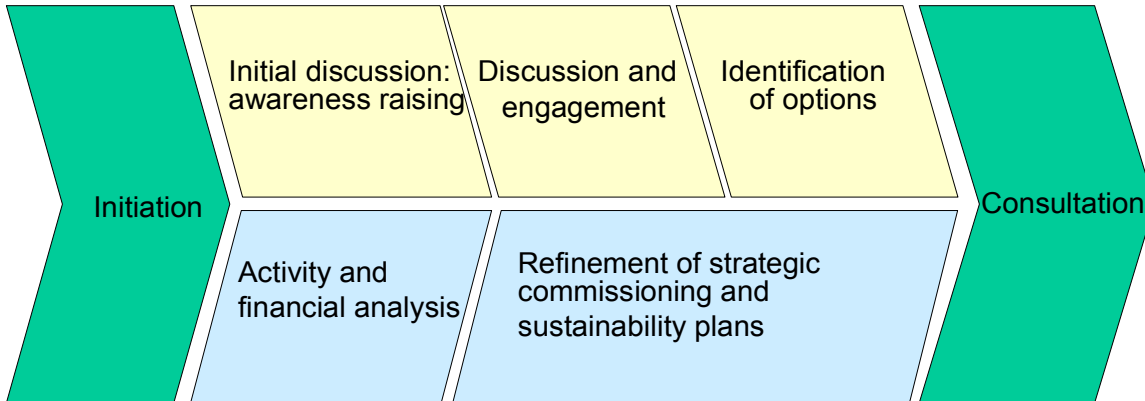 Initiation
Initial discussion:
awareness raising
Discussion and
engagement
Identification
of options
Activity and
financial analysis
Refinement of strategic
commissioning and
sustainability plans
Consultation